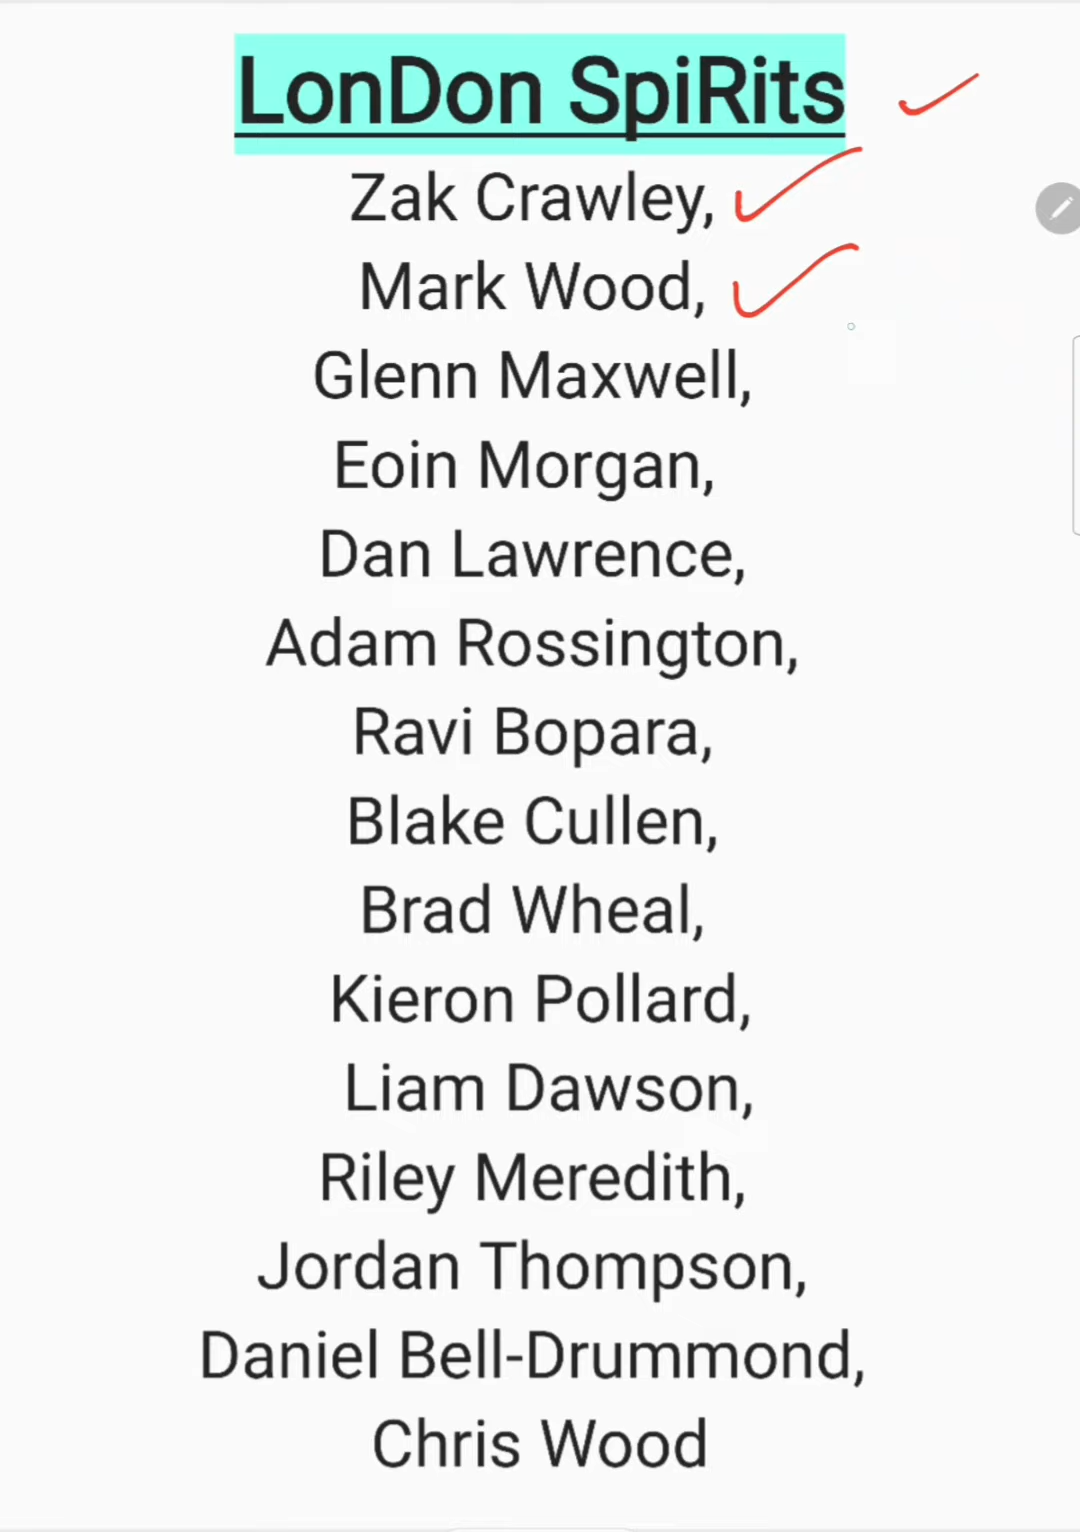 LonDon SpiRits
Zak Crawley,
Mark Wood,
Glenn Maxwell,
Eoin Morgan,
Dan Lawrence,
Adam Rossington,
Ravi Bopara,
Blake Cullen,
Brad Wheal,
Kieron Pollard,
Liam Dawson,
Riley Meredith,
Jordan Thompson,
Daniel Bell-Drummond,
Chris Wood